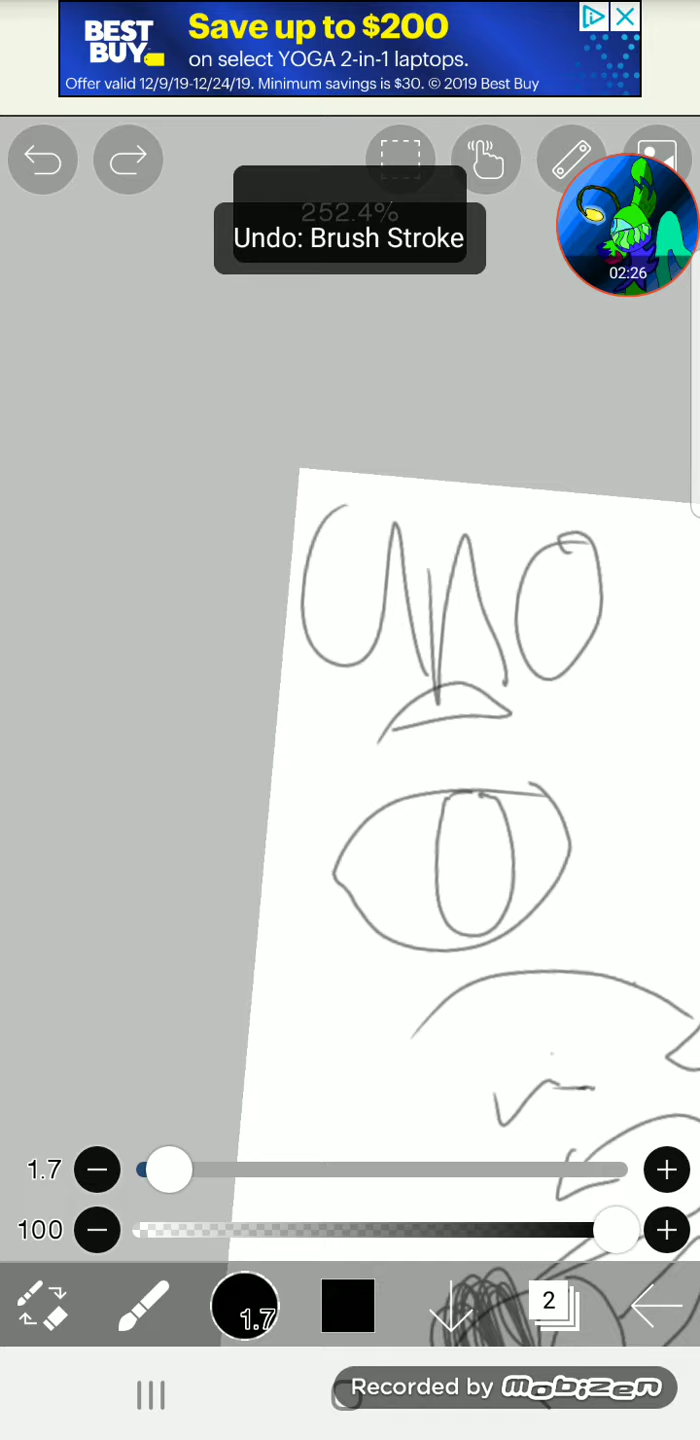 BEST BUY
Save up to $200
on select YOGA 2-in-1 laptops.
Offer valid 12/9/19-12/24/19. Minimum savings is $30. © 2019 Best Buy
252.4%
Undo: Brush Stroke
02:26
1.7
100
1.7
2
Recorded by mobizen